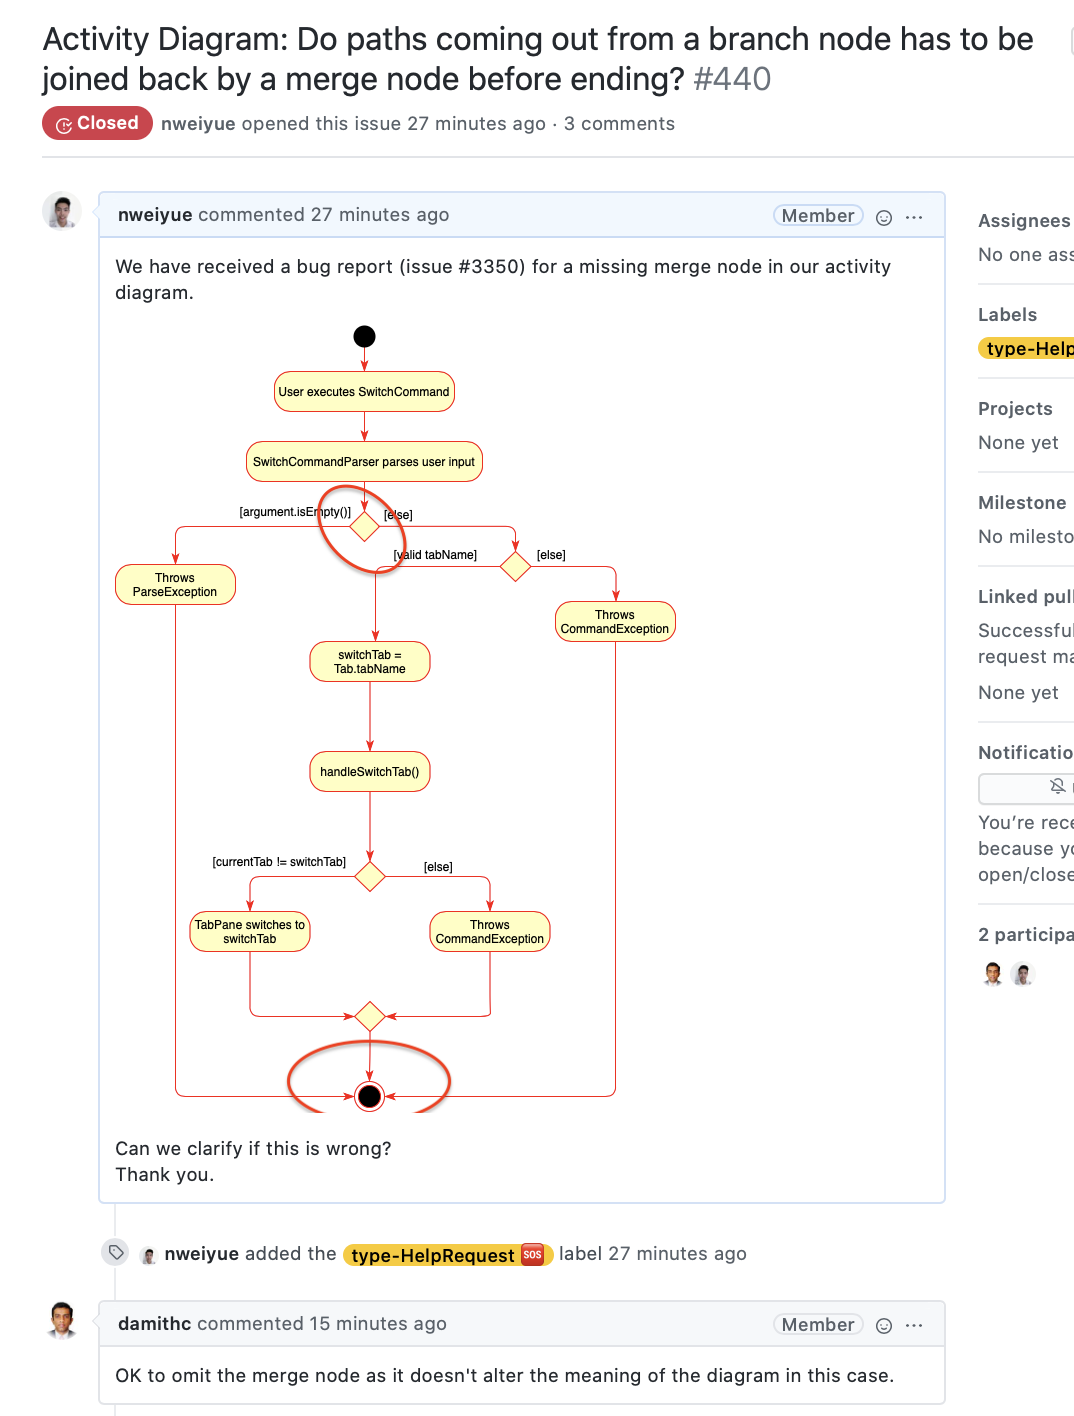 Activity Diagram: Do paths coming out from a branch node has to be
joined back by a merge node before ending? #440
Closed nweiyue opened this issue 27 minutes ago · 3 comments
nweiyue commented 27 minutes ago
Member
We have received a bug report (issue #3350) for a missing merge node in our activity
diagram.
User executes SwitchCommand
SwitchCommandParser parses user input
[argument.isEmpty()]
[else]
[valid tabName]
[else]
Throws
ParseException
Throws
CommandException
switchTab =
Tab.tabName
handleSwitchTab()
[currentTab != switchTab]
[else]
TabPane switches to
switchTab
Throws
CommandException
Can we clarify if this is wrong?
Thank you.
nweiyue added the type-HelpRequest SOS label 27 minutes ago
damithc commented 15 minutes ago
Member
OK to omit the merge node as it doesn't alter the meaning of the diagram in this case.
Assignees
No one ass
Labels
type-Help
Projects
None yet
Milestone
No milesto
Linked pull
Successful
request ma
None yet
Notificatio
You're rece
because yo
open/close
2 participa